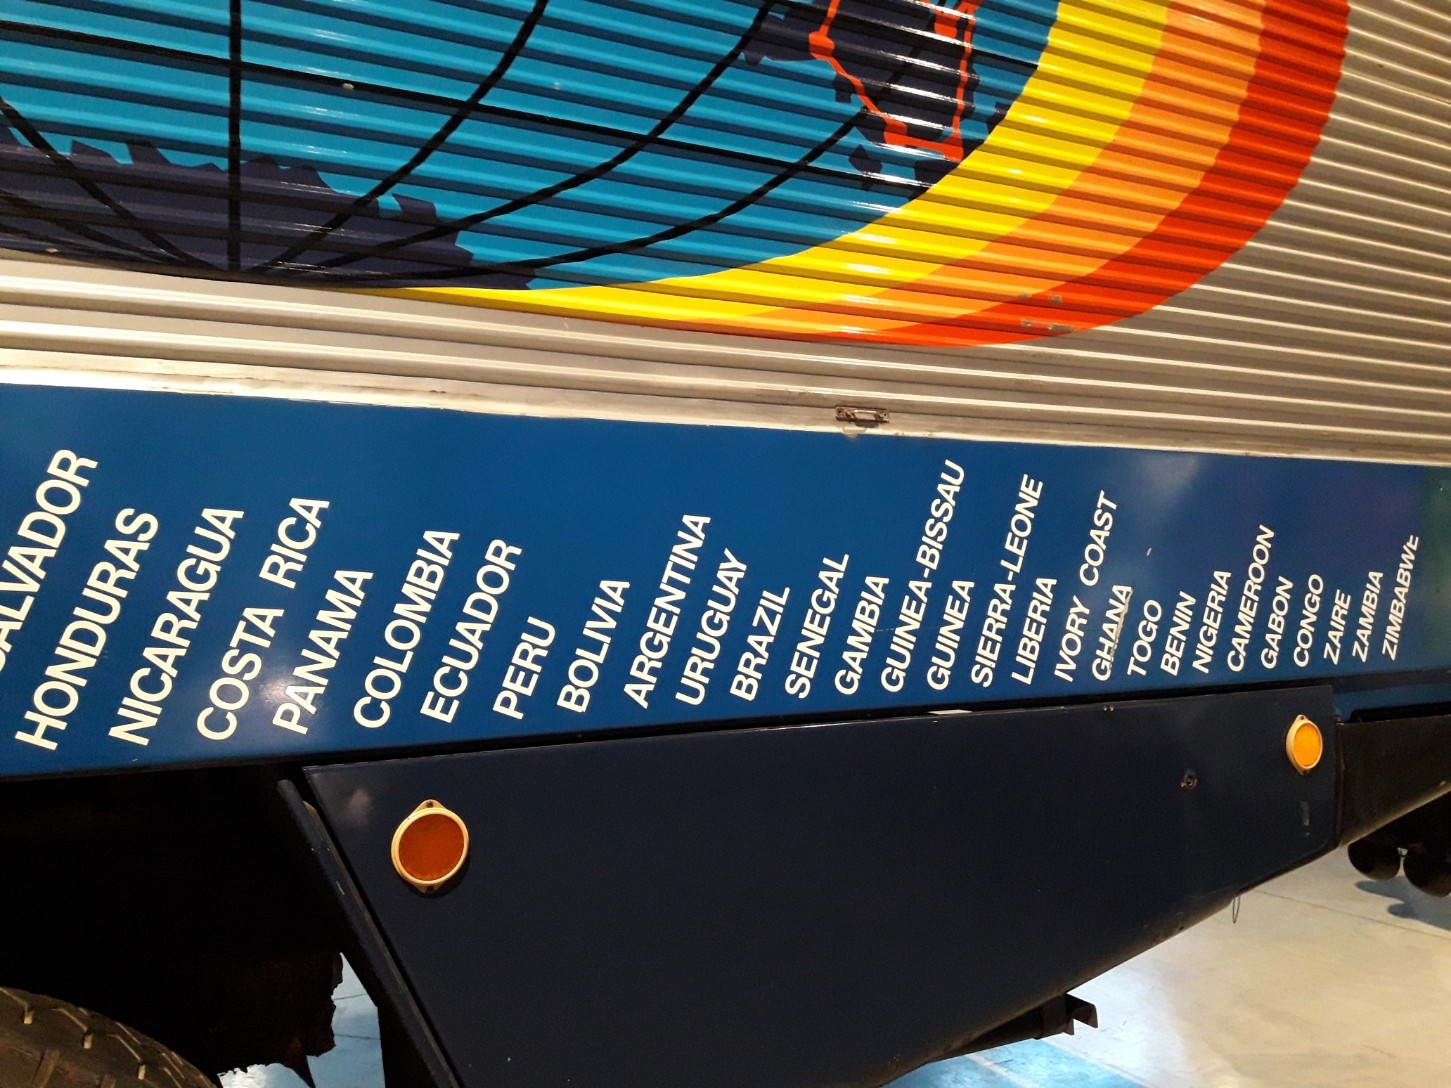 SALVADOR
HONDURAS
NICARAGUA
COSTA RICA
PANAMA
COLOMBIA
ECUADOR
PERU
BOLIVIA
ARGENTINA
URUGUAY
BRAZIL
SENEGAL
GAMBIA
GUINEA-BISSAU
GUINEA
SIERRA-LEONE
LIBERIA
IVORY COAST
GHANA
TOGO
BENIN
NIGERIA
CAMEROON
GABON
CONGO
ZAIRE
ZAMBIA
ZIMBABWE